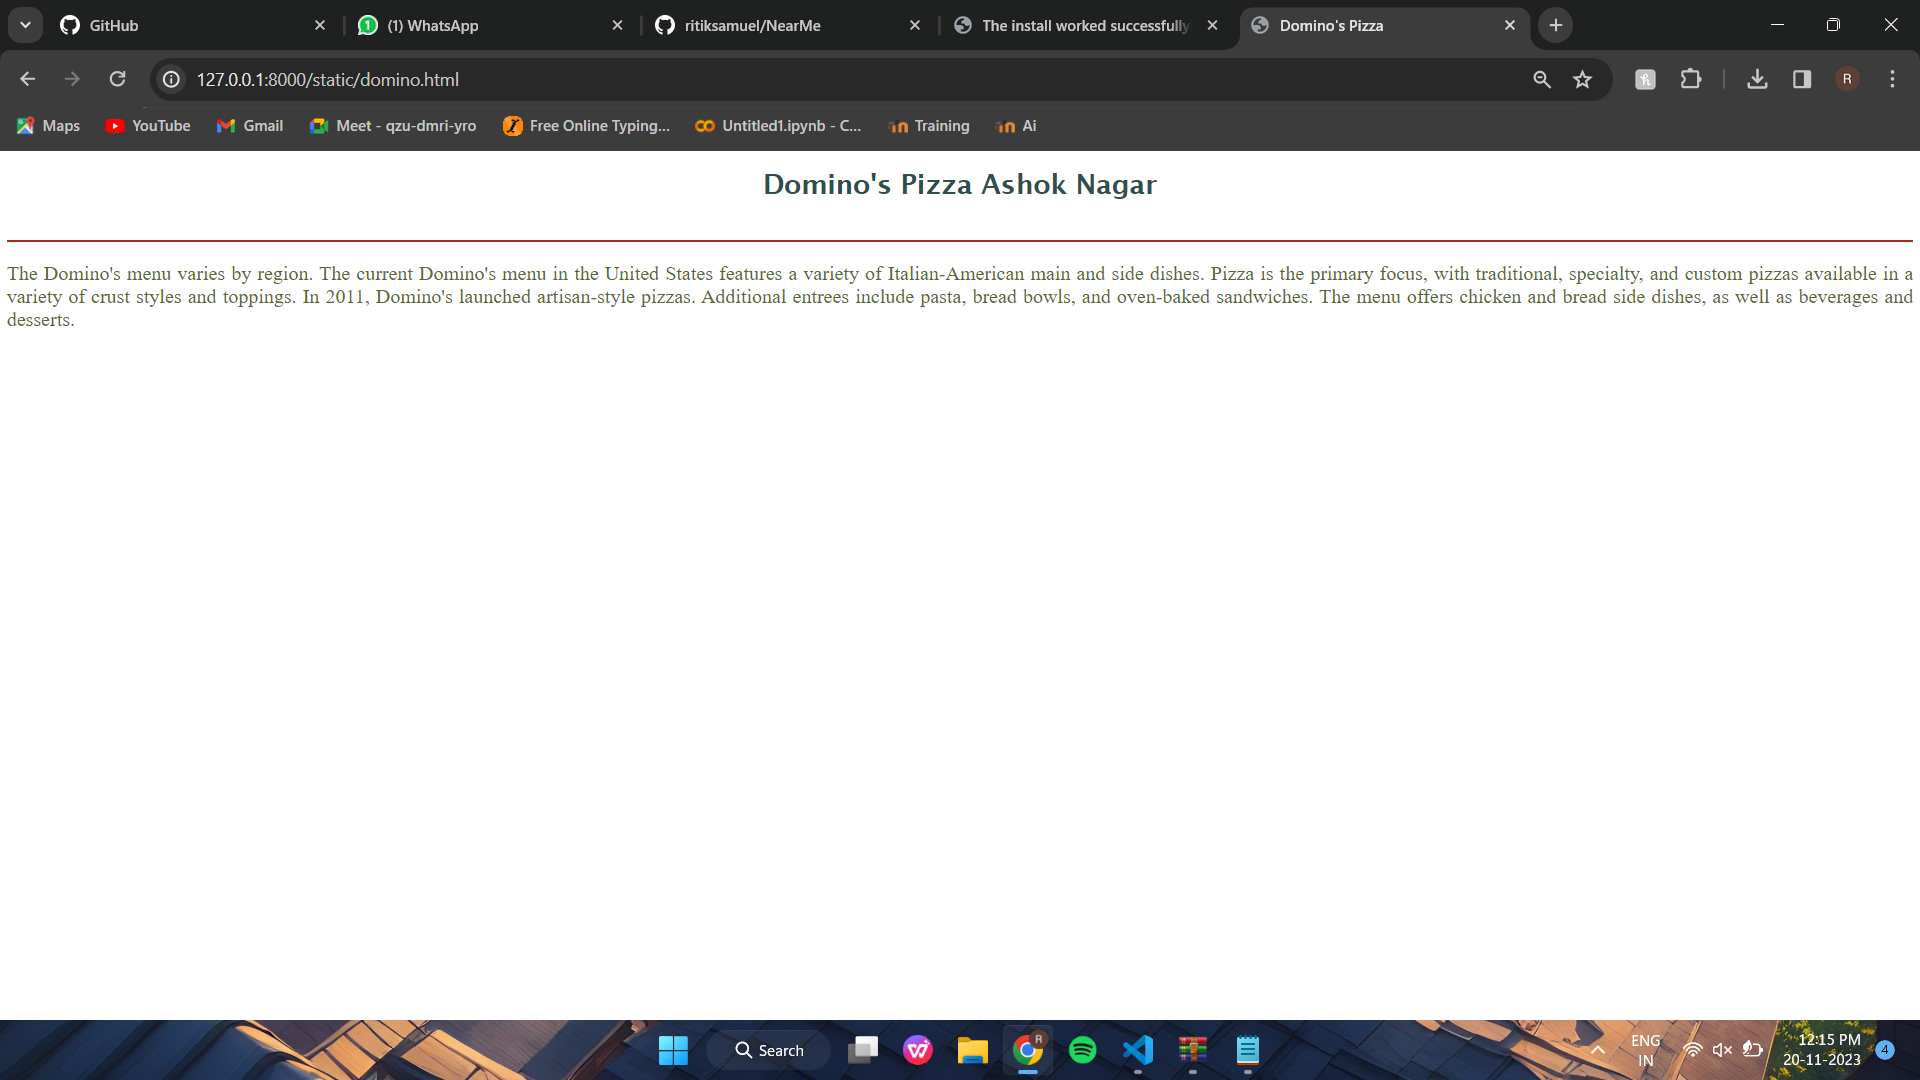 GitHub
(1) WhatsApp
ritiksamuel/NearMe
The install worked successfully
Domino's Pizza
127.0.0.1:8000/static/domino.html
R
Maps
YouTube
Gmail
Meet - qzu-dmri-yro
Free Online Typing...
Untitled1.ipynb - C...
Training
Ai
Domino's Pizza Ashok Nagar
The Domino's menu varies by region. The current Domino's menu in the United States features a variety of Italian-American main and side dishes. Pizza is the primary focus, with traditional, specialty, and custom pizzas available in a
variety of crust styles and toppings. In 2011, Domino's launched artisan-style pizzas. Additional entrees include pasta, bread bowls, and oven-baked sandwiches. The menu offers chicken and bread side dishes, as well as beverages and
desserts.
Search
R
ENG
IN
12:15 PM
20-11-2023
4